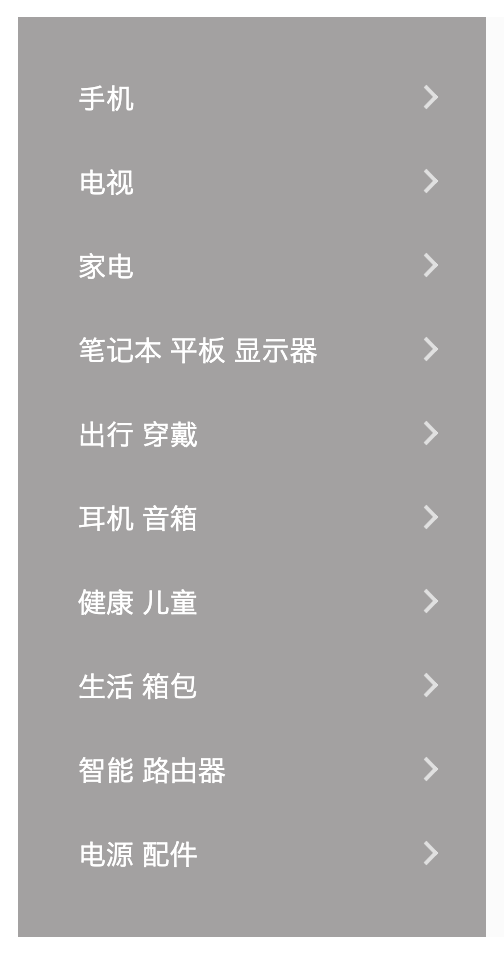 手机
电视
家电
笔记本 平板 显示器
出行 穿戴
耳机 音箱
健康 儿童
生活 箱包
智能 路由器
电源 配件